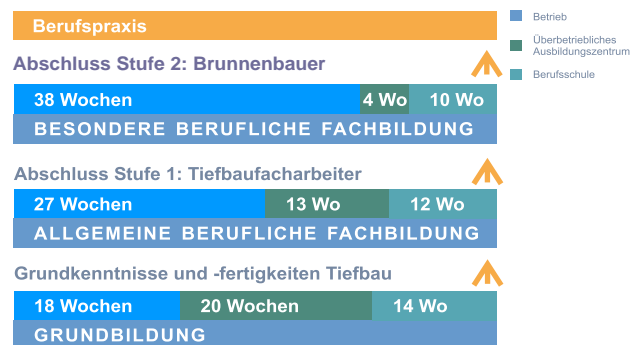 Berufspraxis
Abschluss Stufe 2: Brunnenbauer
38 Wochen 4 Wo 10 Wo
BESONDERE BERUFLICHE FACHBILDUNG
Abschluss Stufe 1: Tiefbaufacharbeiter
27 Wochen 13 Wo 12 Wo
ALLGEMEINE BERUFLICHE FACHBILDUNG
Grundkenntnisse und -fertigkeiten Tiefbau
18 Wochen 20 Wochen 14 Wo
GRUNDBILDUNG
Betrieb
Überbetriebliches
Ausbildungszentrum
Berufsschule